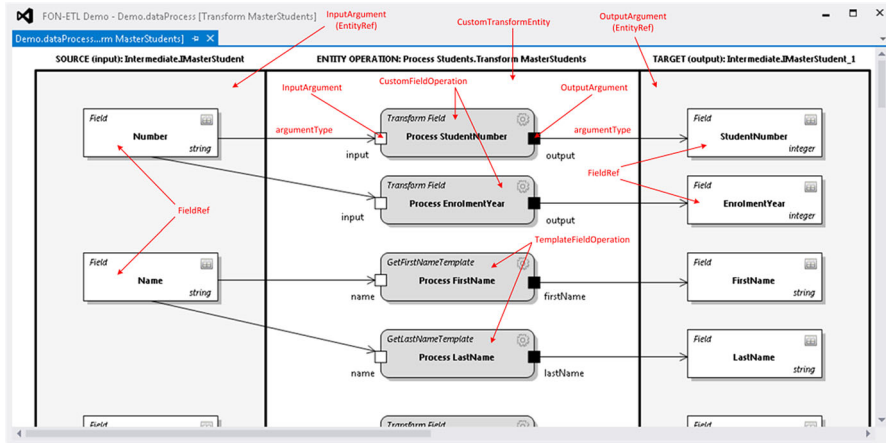 FON-ETL Demo - Demo.dataProcess [Transform MasterStudents]
InputArgument
(EntityRef)
CustomTransformEntity
OutputArgument
(EntityRef)
Demo.dataProcess...rm MasterStudents]
SOURCE (input): Intermediate.IMasterStudent
ENTITY OPERATION: Process Students.Transform MasterStudents
TARGET (output): Intermediate.IMasterStudent_1
InputArgument
CustomFieldOperation
OutputArgument
Field
Number
string
argumentType
input
Transform Field
Process StudentNumber
output
argumentType
Field
StudentNumber
integer
FieldRef
input
Transform Field
Process EnrolmentYear
output
FieldRef
Field
EnrolmentYear
integer
TemplateFieldOperation
Field
Name
string
name
GetFirstNameTemplate
Process FirstName
firstName
Field
FirstName
string
name
GetLastNameTemplate
Process LastName
lastName
Field
LastName
string
Field
Transform Field
Field